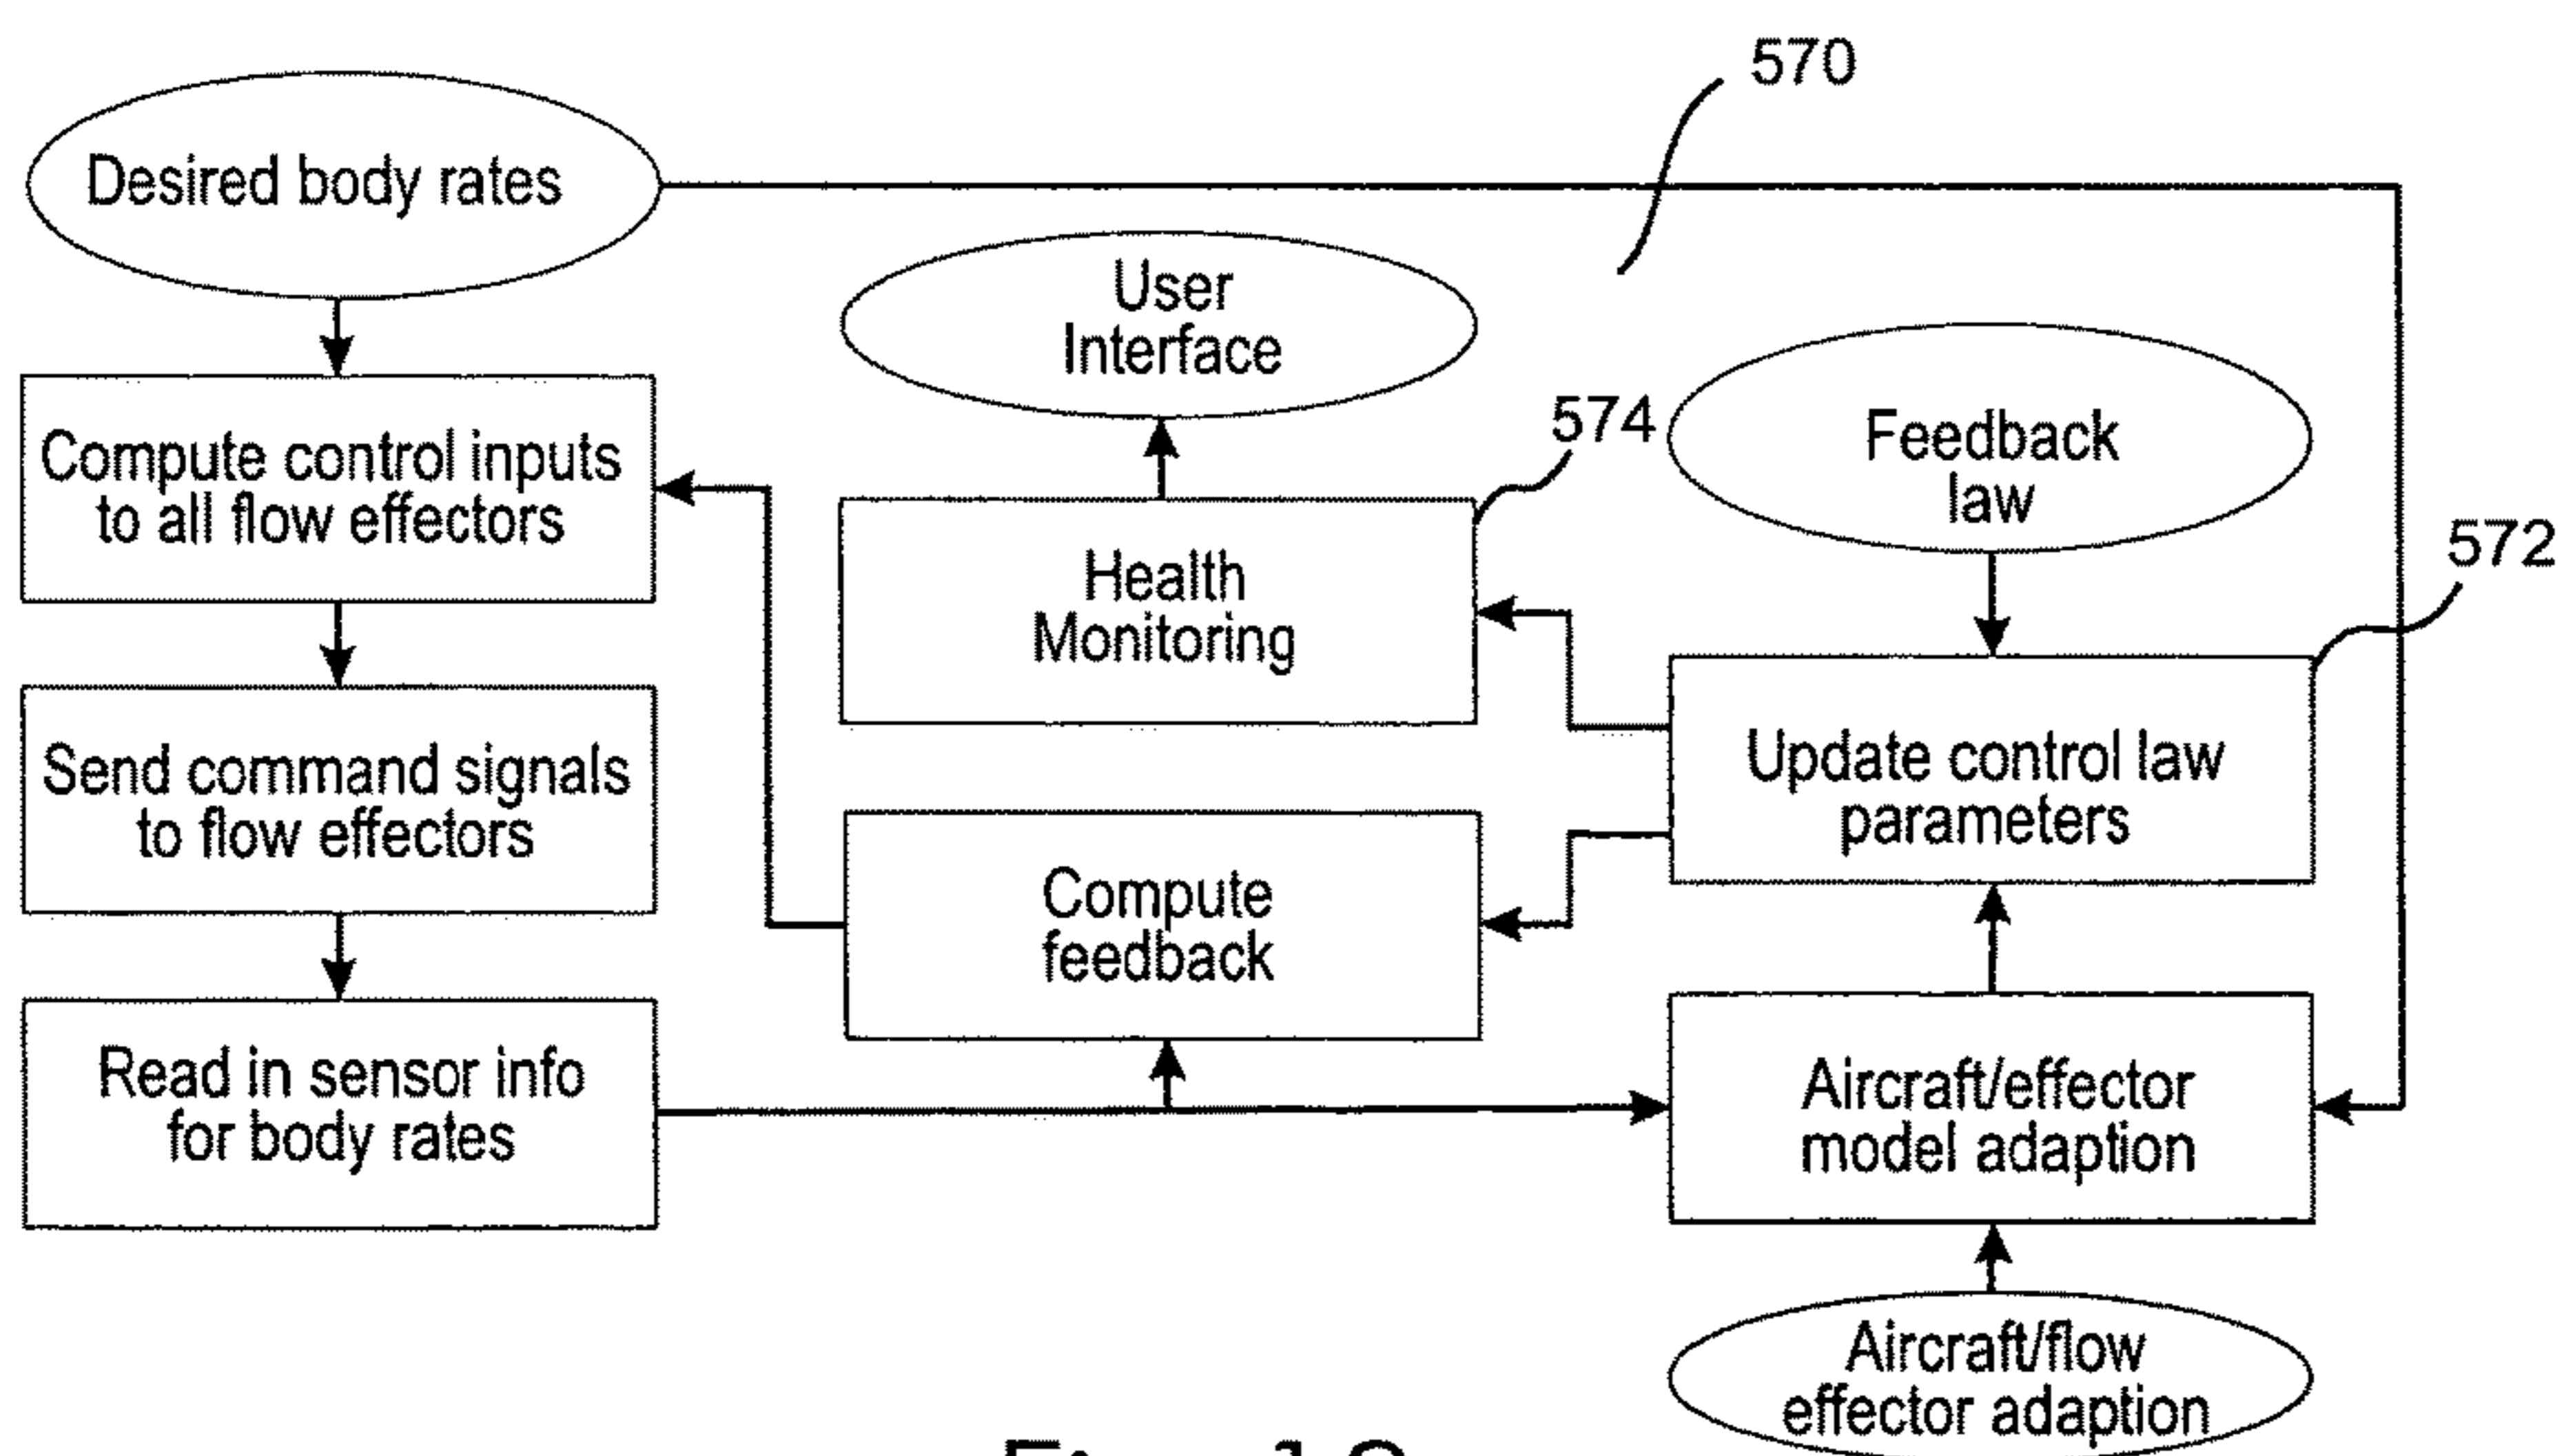 570
Desired body rates
User
Interface
574
Feedback
law
572
Compute control inputs
to all flow effectors
Health
Monitoring
Update control law
parameters
Send command signals
to flow effectors
Compute
feedback
Read in sensor info
for body rates
Aircraft/effector
model adaption
Aircraft/flow
effector adaption